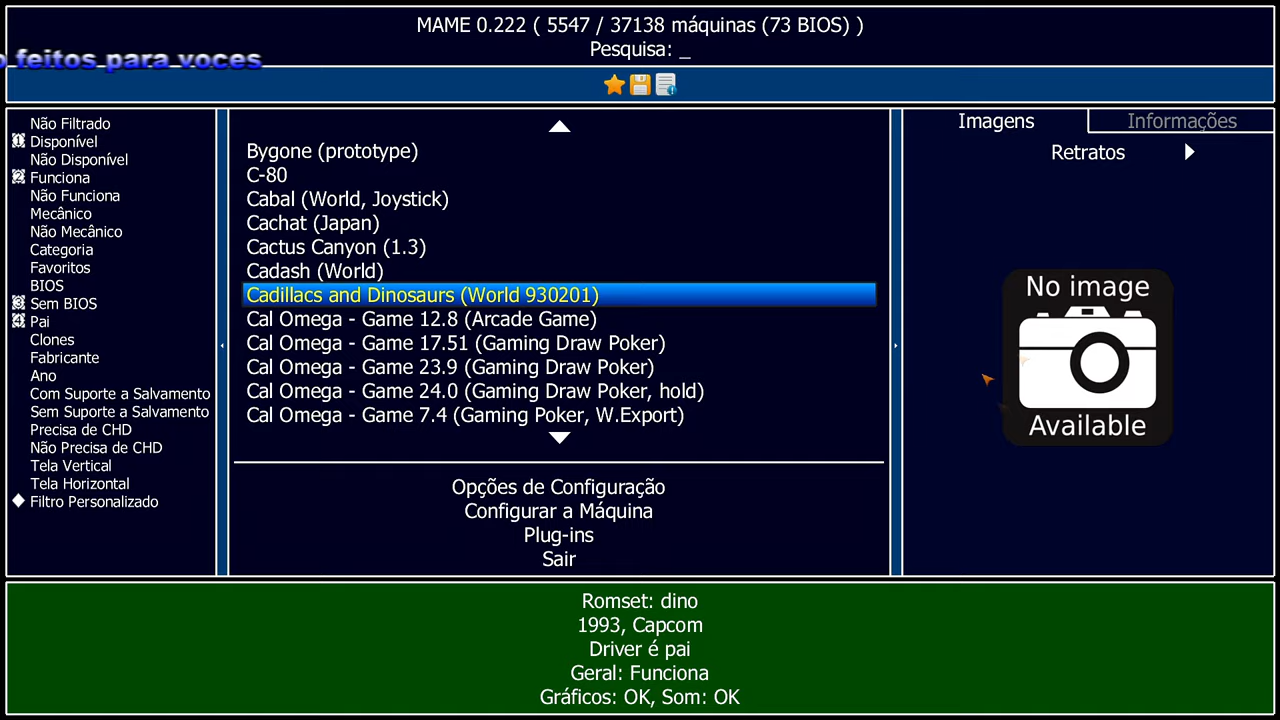 MAME 0.222 ( 5547 / 37138 máquinas (73 BIOS) )
Pesquisa: _
feitos para voces
Não Filtrado
Disponível
Não Disponível
Funciona
Não Funciona
Mecânico
Não Mecânico
Categoria
Favoritos
BIOS
Sem BIOS
Pai
Clones
Fabricante
Ano
Com Suporte a Salvamento
Sem Suporte a Salvamento
Precisa de CHD
Não Precisa de CHD
Tela Vertical
Tela Horizontal
Filtro Personalizado
Bygone (prototype)
C-80
Cabal (World, Joystick)
Cachat (Japan)
Cactus Canyon (1.3)
Cadash (World)
Cadillacs and Dinosaurs (World 930201)
Cal Omega - Game 12.8 (Arcade Game)
Cal Omega - Game 17.51 (Gaming Draw Poker)
Cal Omega - Game 23.9 (Gaming Draw Poker)
Cal Omega - Game 24.0 (Gaming Draw Poker, hold)
Cal Omega - Game 7.4 (Gaming Poker, W.Export)
Opções de Configuração
Configurar a Máquina
Plug-ins
Sair
Imagens
Informações
Retratos
No image
Available
Romset: dino
1993, Capcom
Driver é pai
Geral: Funciona
Gráficos: OK, Som: OK